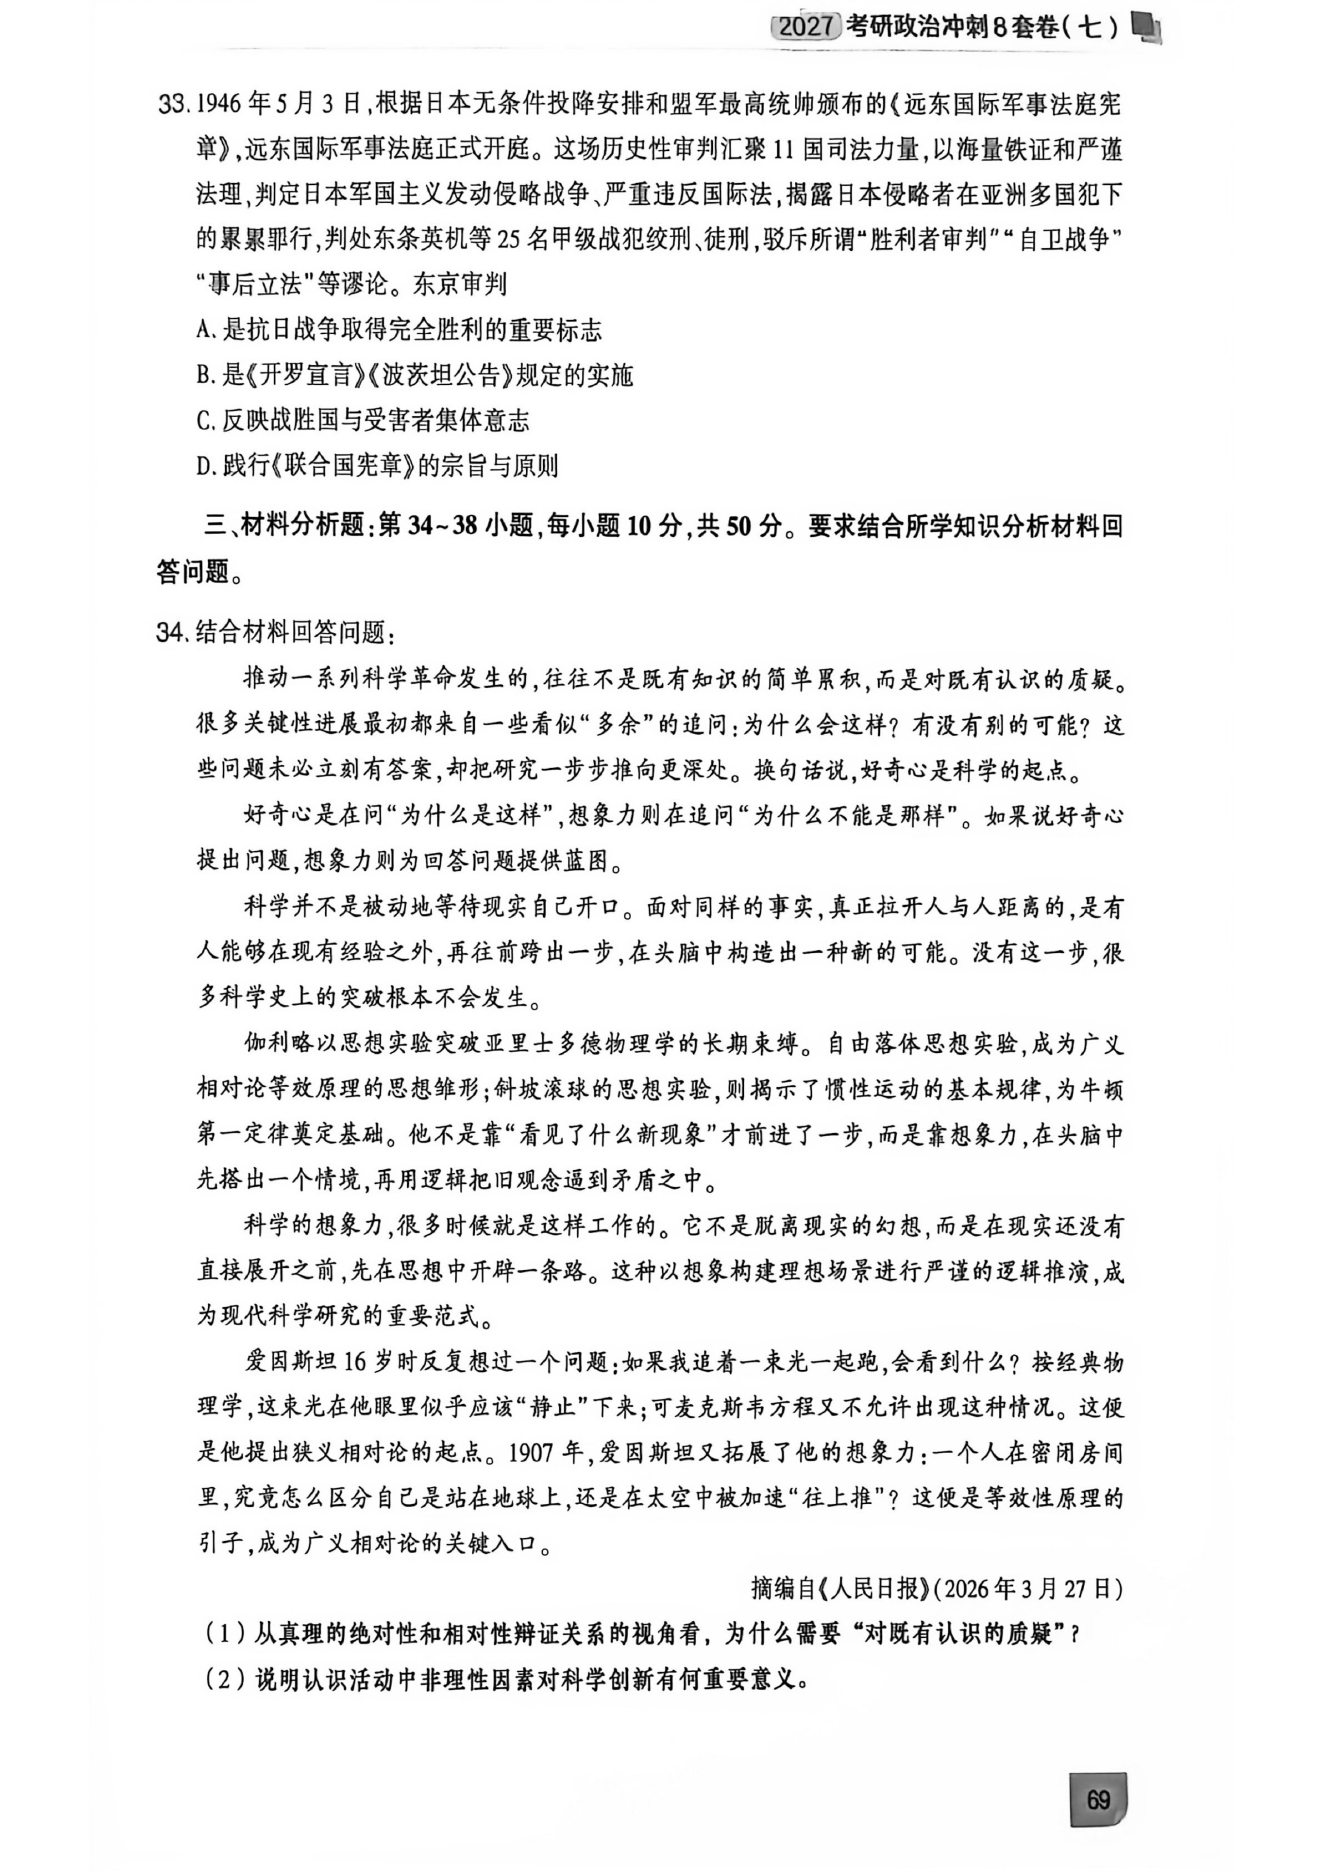 2027 考研政治冲刺8套卷(七)
33.1946年5月3日,根据日本无条件投降安排和盟军最高统帅颁布的《远东国际军事法庭宪
章》,远东国际军事法庭正式开庭。这场历史性审判汇聚11国司法力量,以海量铁证和严谨
法理,判定日本军国主义发动侵略战争、严重违反国际法,揭露日本侵略者在亚洲多国犯下
的累累罪行,判处东条英机等25名甲级战犯绞刑、徒刑,驳斥所谓“胜利者审判”“自卫战争”
“事后立法”等谬论。东京审判
A.是抗日战争取得完全胜利的重要标志
B.是《开罗宣言》《波茨坦公告》规定的实施
C.反映战胜国与受害者集体意志
D.践行《联合国宪章》的宗旨与原则
三、材料分析题:第34~38小题,每小题10分,共50分。要求结合所学知识分析材料回
答问题。
34.结合材料回答问题:
推动一系列科学革命发生的,往往不是既有知识的简单累积,而是对既有认识的质疑。
很多关键性进展最初都来自一些看似“多余”的追问:为什么会这样?有没有别的可能?这
些问题未必立刻有答案,却把研究一步步推向更深处。换句话说,好奇心是科学的起点。
好奇心是在问“为什么是这样”,想象力则在追问“为什么不能是那样”。如果说好奇心
提出问题,想象力则为回答问题提供蓝图。
科学并不是被动地等待现实自己开口。面对同样的事实,真正拉开人与人距离的,是有
人能够在现有经验之外,再往前跨出一步,在头脑中构造出一种新的可能。没有这一步,很
多科学史上的突破根本不会发生。
伽利略以思想实验突破亚里士多德物理学的长期束缚。自由落体思想实验,成为广义
相对论等效原理的思想雏形;斜坡滚球的思想实验,则揭示了惯性运动的基本规律,为牛顿
第一定律奠定基础。他不是靠“看见了什么新现象”才前进了一步,而是靠想象力,在头脑中
先搭出一个情境,再用逻辑把旧观念逼到矛盾之中。
科学的想象力,很多时候就是这样工作的。它不是脱离现实的幻想,而是在现实还没有
直接展开之前,先在思想中开辟一条路。这种以想象构建理想场景进行严谨的逻辑推演,成
为现代科学研究的重要范式。
爱因斯坦16岁时反复想过一个问题:如果我追着一束光一起跑,会看到什么?按经典物
理学,这束光在他眼里似乎应该“静止”下来;可麦克斯韦方程又不允许出现这种情况。这便
是他提出狭义相对论的起点。1907年,爱因斯坦又拓展了他的想象力:一个人在密闭房间
里,究竟怎么区分自己是站在地球上,还是在太空中被加速“往上推”?这便是等效性原理的
引子,成为广义相对论的关键入口。
摘编自《人民日报》(2026年3月27日)
(1)从真理的绝对性和相对性辩证关系的视角看,为什么需要“对既有认识的质疑”?
(2)说明认识活动中非理性因素对科学创新有何重要意义。
69